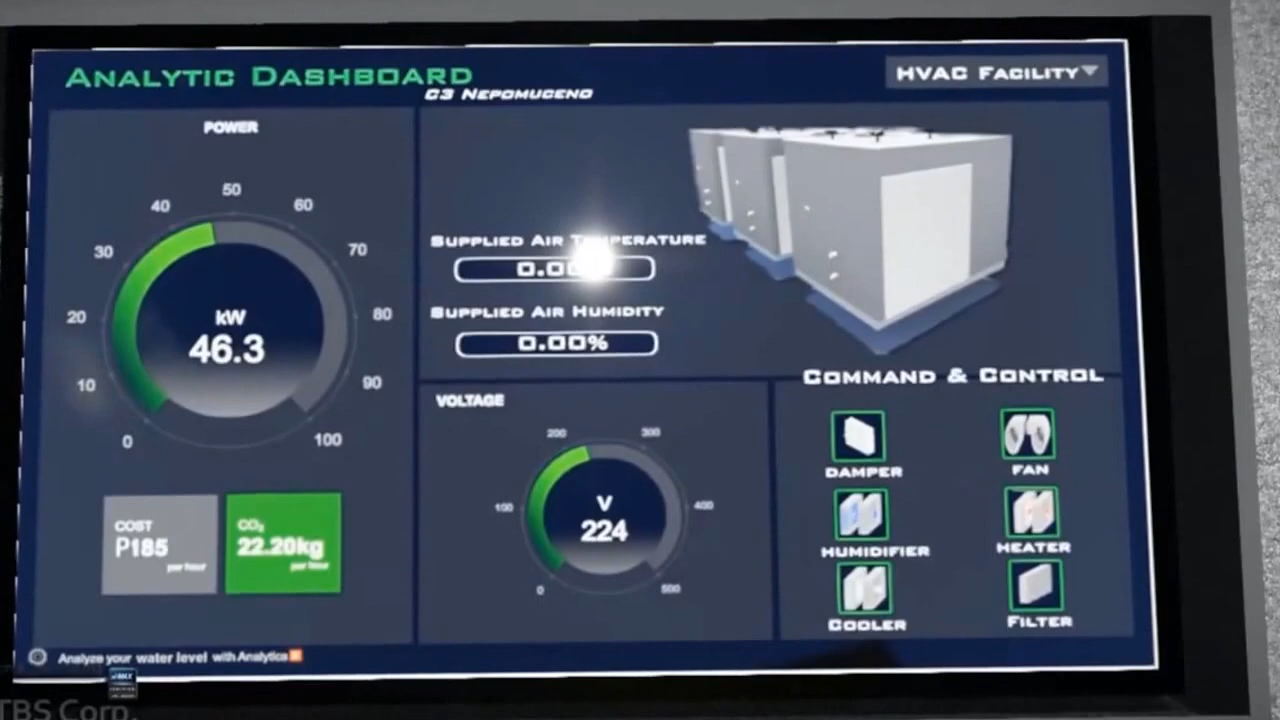 ANALYTIC DASHBOARD
C3 NEPOMUCENO
HVAC FACILITY
POWER
0
10
20
30
40
50
60
70
80
90
100
kW
46.3
COST
P185
per hour
CO₂
22.20kg
per hour
SUPPLIED AIR TEMPERATURE
0.00
SUPPLIED AIR HUMIDITY
0.00%
VOLTAGE
0
100
200
300
400
500
V
224
COMMAND & CONTROL
DAMPER
FAN
HUMIDIFIER
HEATER
COOLER
FILTER
Analyze your water level with Analytics
TBS Corp.